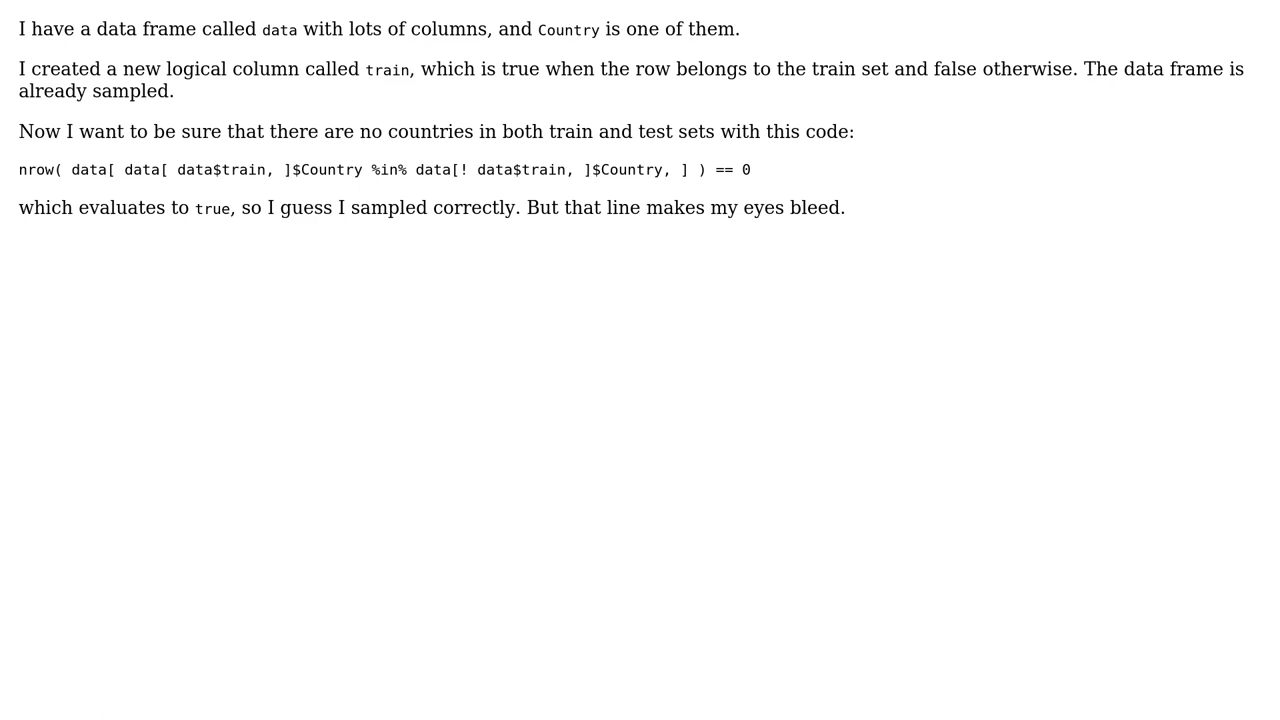 I have a data frame called data with lots of columns, and Country is one of them.
I created a new logical column called train, which is true when the row belongs to the train set and false otherwise. The data frame is
already sampled.
Now I want to be sure that there are no countries in both train and test sets with this code:
nrow( data[ data[ data$train, ]$Country %in% data[! data$train, ]$Country, ] ) == 0
which evaluates to true, so I guess I sampled correctly. But that line makes my eyes bleed.